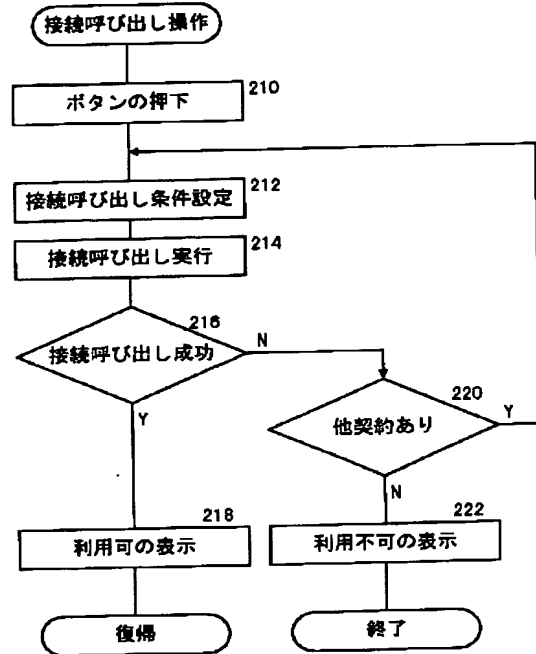 接続呼び出し操作
ボタンの押下
210
接続呼び出し条件設定
212
接続呼び出し実行
214
接続呼び出し成功
216
N
Y
他契約あり
220
Y
N
利用可の表示
218
利用不可の表示
222
復帰
終了